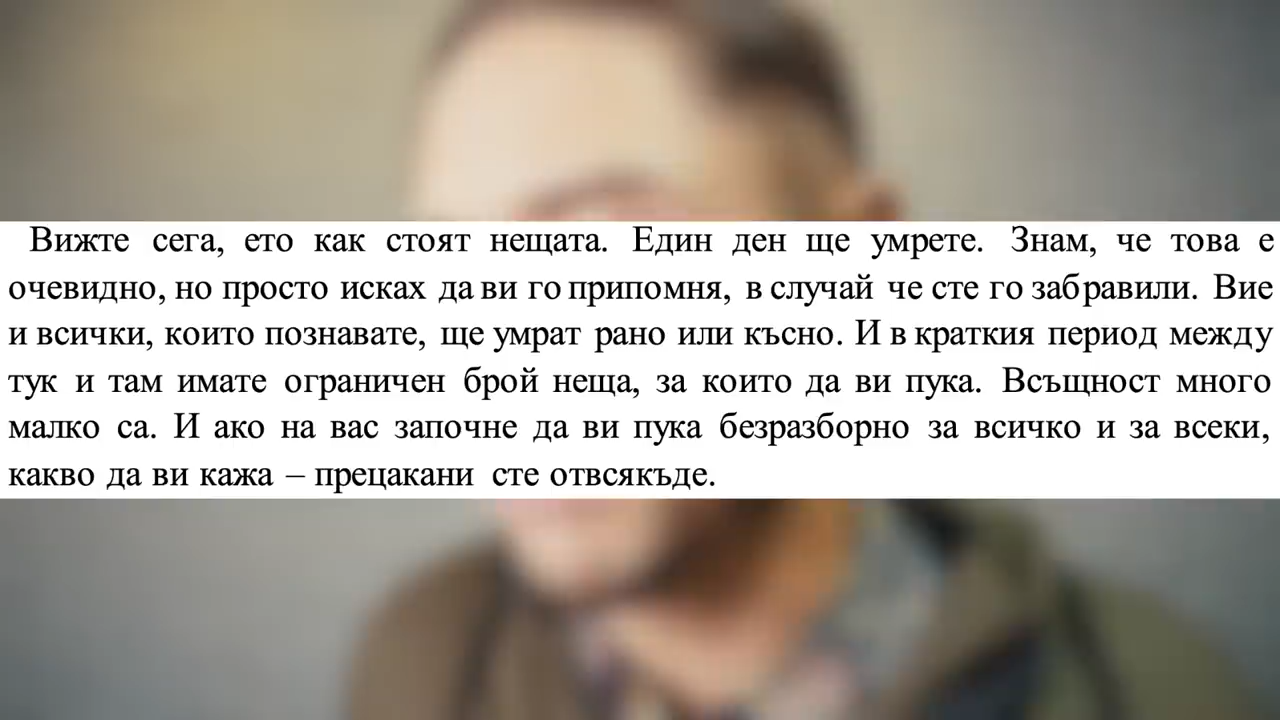 Вижте сега, ето как стоят нещата. Един ден ще умрете. Знам, че това е
очевидно, но просто исках да ви го припомня, в случай че сте го забравили. Вие
и всички, които познавате, ще умрат рано или късно. И в краткия период между
тук и там имате ограничен брой неща, за които да ви пука. Всъщност много
малко са. И ако на вас започне да ви пука безразборно за всичко и за всеки,
какво да ви кажа – прецакани сте отвсякъде.